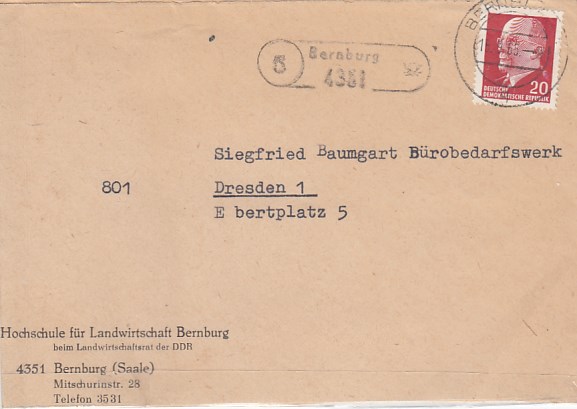 Bernburg
5
4351
BERNBURG
DEUTSCHE
DEMOKRATISCHE REPUBLIK
20
Siegfried Baumgart Bürobedarfswerk
801
Dresden 1
E bertplatz 5
Hochschule für Landwirtschaft Bernburg
beim Landwirtschaftsrat der DDR
4351 Bernburg (Saale)
Mitschurinstr. 28
Telefon 3531